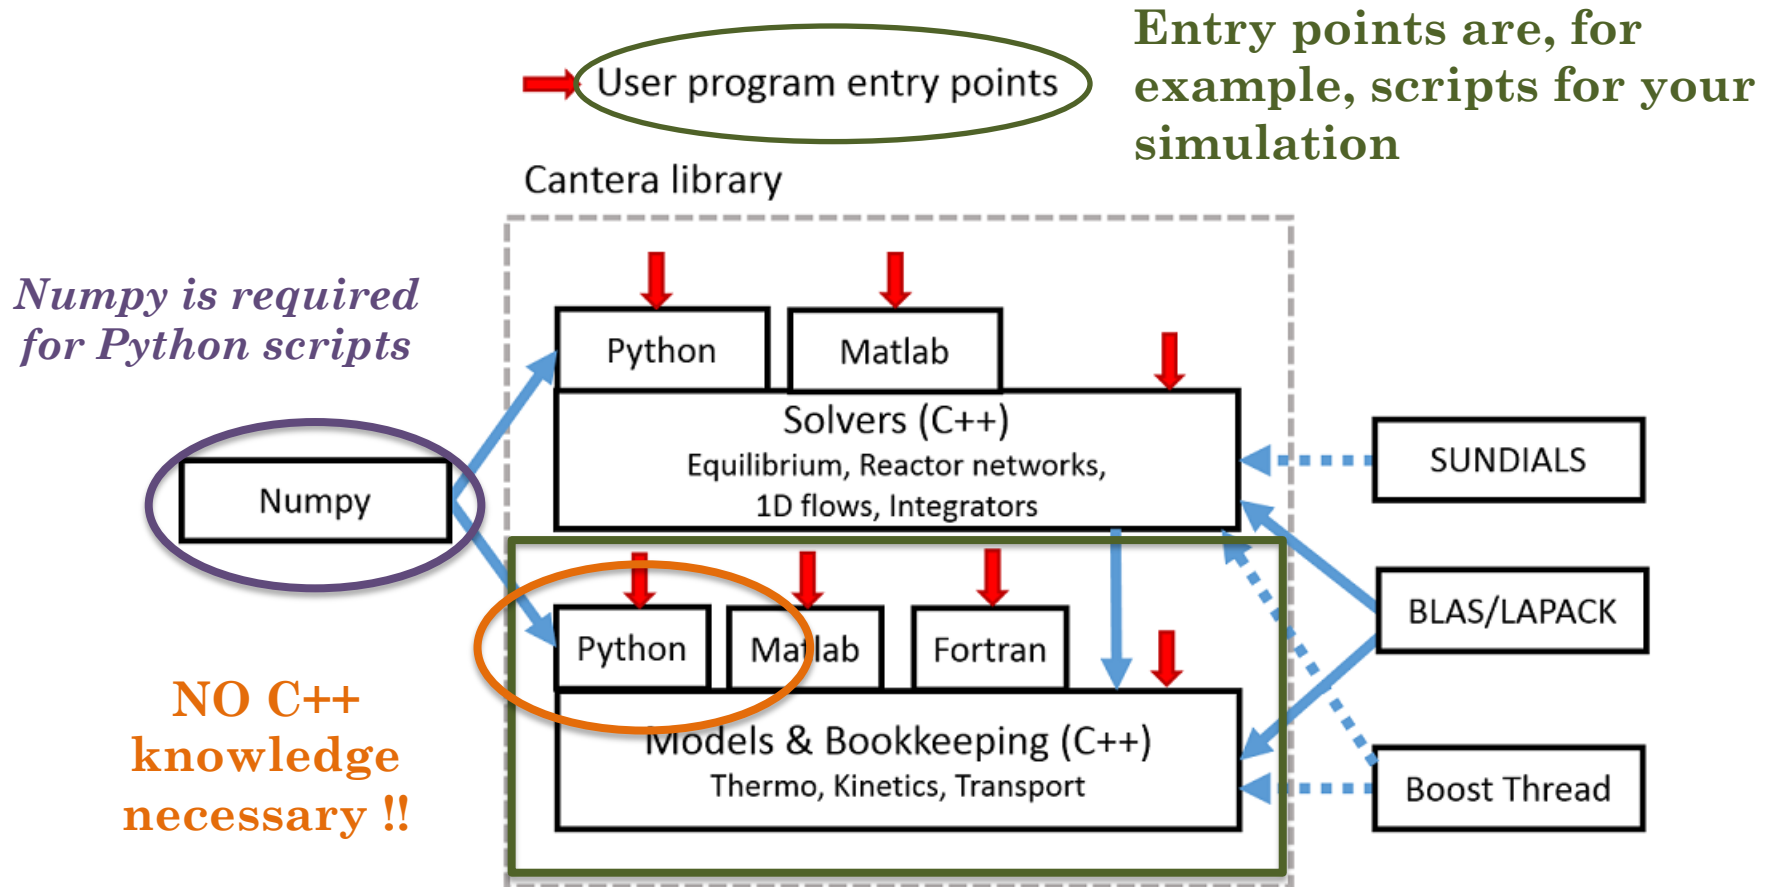 User program entry points
Entry points are, for
example, scripts for your
simulation
Cantera library
Numpy is required
for Python scripts
Python
Matlab
Solvers (C++)
Equilibrium, Reactor networks,
1D flows, Integrators
SUNDIALS
Numpy
BLAS/LAPACK
Python
Matlab
Fortran
NO C++
knowledge
necessary !!
Models & Bookkeeping (C++)
Thermo, Kinetics, Transport
Boost Thread